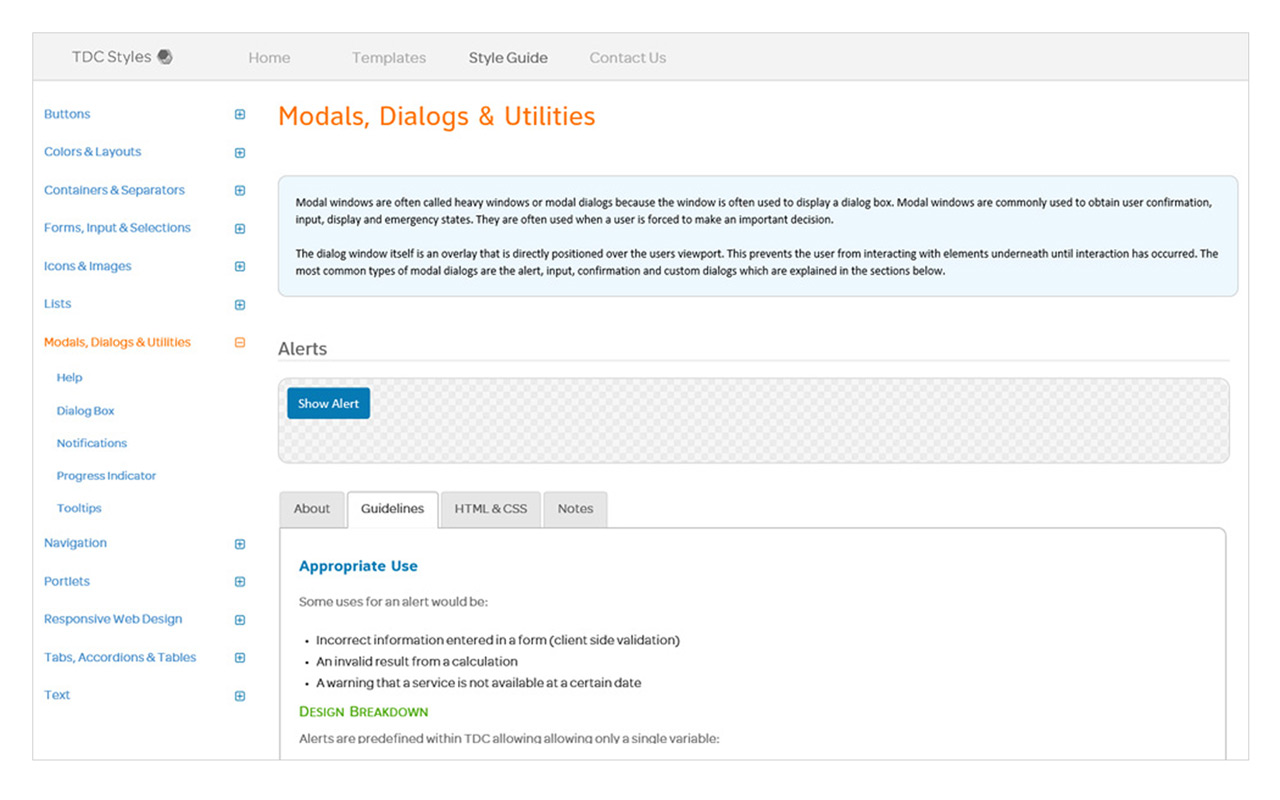 TDC Styles
Home
Templates
Style Guide
Contact Us
Buttons
Colors & Layouts
Containers & Separators
Forms, Input & Selections
Icons & Images
Lists
Modals, Dialogs & Utilities
Help
Dialog Box
Notifications
Progress Indicator
Tooltips
Navigation
Portlets
Responsive Web Design
Tabs, Accordions & Tables
Text
Modals, Dialogs & Utilities
Modal windows are often called heavy windows or modal dialogs because the window is often used to display a dialog box. Modal windows are commonly used to obtain user confirmation,
input, display and emergency states. They are often used when a user is forced to make an important decision.
The dialog window itself is an overlay that is directly positioned over the users viewport. This prevents the user from interacting with elements underneath until interaction has occurred. The
most common types of modal dialogs are the alert, input, confirmation and custom dialogs which are explained in the sections below.
Alerts
Show Alert
About
Guidelines
HTML & CSS
Notes
Appropriate Use
Some uses for an alert would be:
• Incorrect information entered in a form (client side validation)
• An invalid result from a calculation
• A warning that a service is not available at a certain date
DESIGN BREAKDOWN
Alerts are predefined within TDC allowing allowing only a single variable: